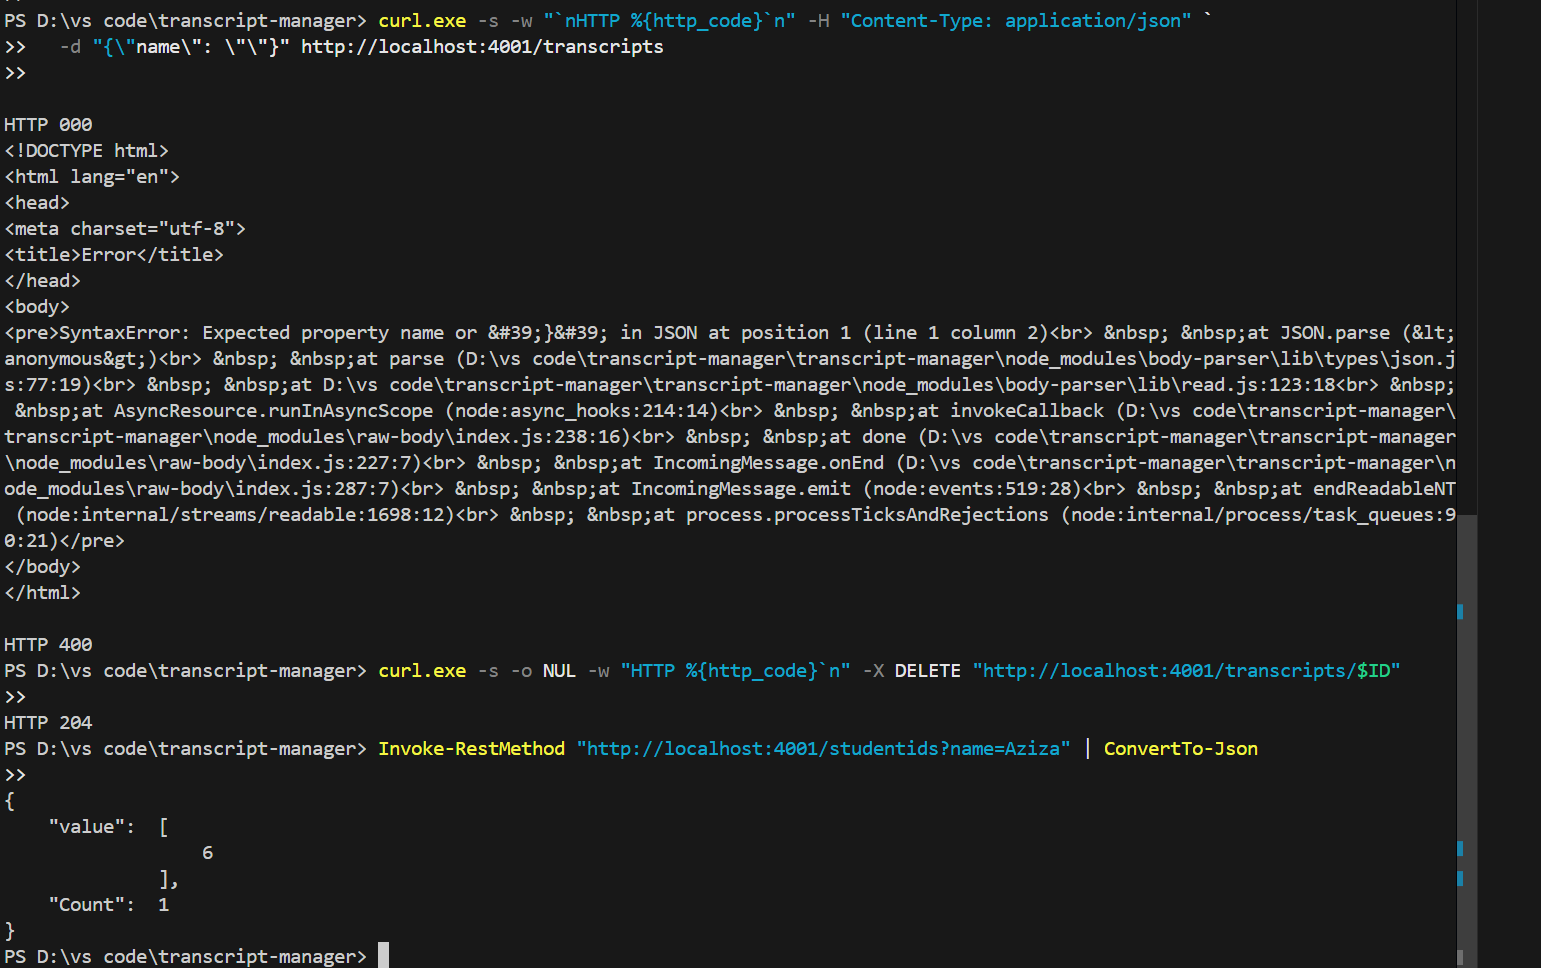 PS D:\vs code\transcript-manager> curl.exe -s -w "`nHTTP %{http_code}`n" -H "Content-Type: application/json" `
>>   -d "{\"name\": \"\"}" http://localhost:4001/transcripts
>>
HTTP 000
<!DOCTYPE html>
<html lang="en">
<head>
<meta charset="utf-8">
<title>Error</title>
</head>
<body>
<pre>SyntaxError: Expected property name or &#39;}&#39; in JSON at position 1 (line 1 column 2)<br> &nbsp; &nbsp;at JSON.parse (&lt;
anonymous&gt;)<br> &nbsp; &nbsp;at parse (D:\vs code\transcript-manager\transcript-manager\node_modules\body-parser\lib\types\json.j
s:77:19)<br> &nbsp; &nbsp;at D:\vs code\transcript-manager\transcript-manager\node_modules\body-parser\lib\read.js:123:18<br> &nbsp;
 &nbsp;at AsyncResource.runInAsyncScope (node:async_hooks:214:14)<br> &nbsp; &nbsp;at invokeCallback (D:\vs code\transcript-manager\
transcript-manager\node_modules\raw-body\index.js:238:16)<br> &nbsp; &nbsp;at done (D:\vs code\transcript-manager\transcript-manager
\node_modules\raw-body\index.js:227:7)<br> &nbsp; &nbsp;at IncomingMessage.onEnd (D:\vs code\transcript-manager\transcript-manager\n
ode_modules\raw-body\index.js:287:7)<br> &nbsp; &nbsp;at IncomingMessage.emit (node:events:519:28)<br> &nbsp; &nbsp;at endReadableNT
 (node:internal/streams/readable:1698:12)<br> &nbsp; &nbsp;at process.processTicksAndRejections (node:internal/process/task_queues:9
0:21)</pre>
</body>
</html>
HTTP 400
PS D:\vs code\transcript-manager> curl.exe -s -o NUL -w "HTTP %{http_code}`n" -X DELETE "http://localhost:4001/transcripts/$ID"
>>
HTTP 204
PS D:\vs code\transcript-manager> Invoke-RestMethod "http://localhost:4001/studentids?name=Aziza" | ConvertTo-Json
>>
{
    "value":  [
                  6
              ],
    "Count":  1
}
PS D:\vs code\transcript-manager>